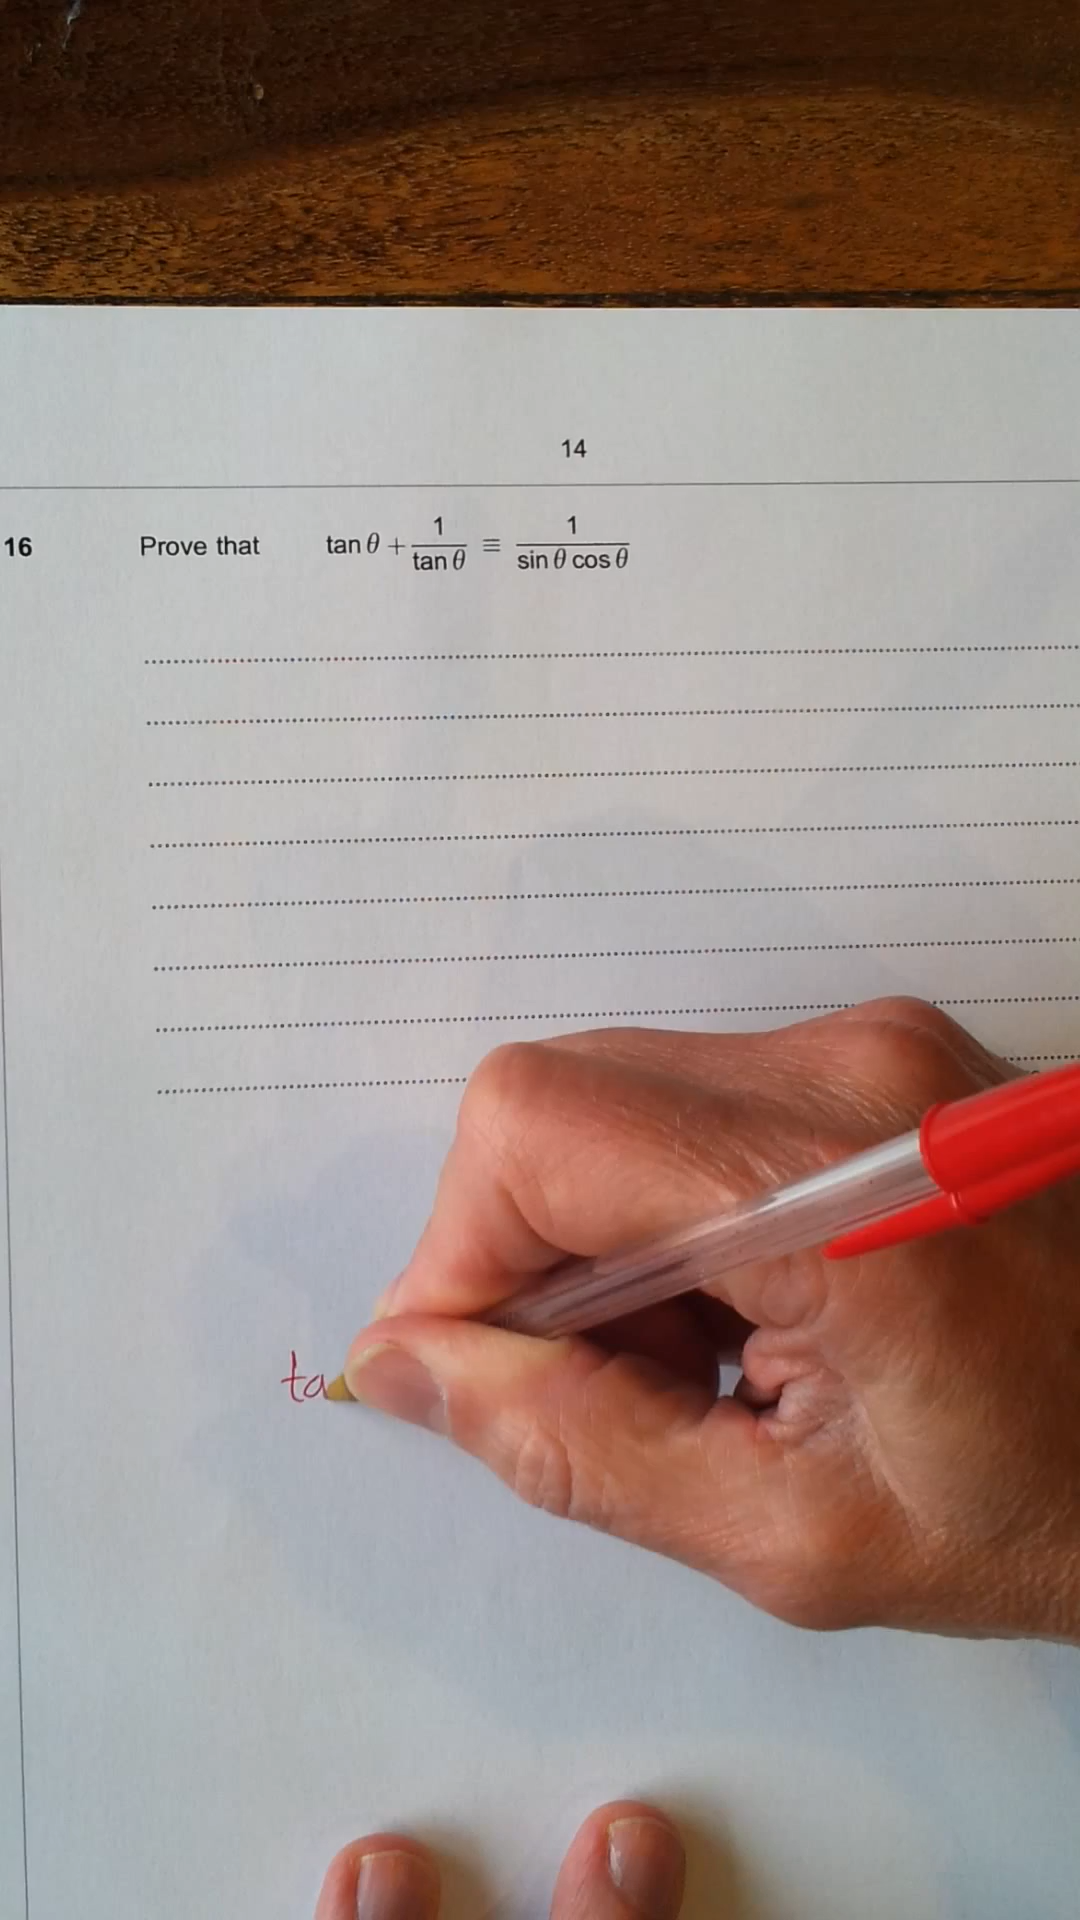 14
16 Prove that tan θ + 1/tan θ ≡ 1/sin θ cos θ
ta